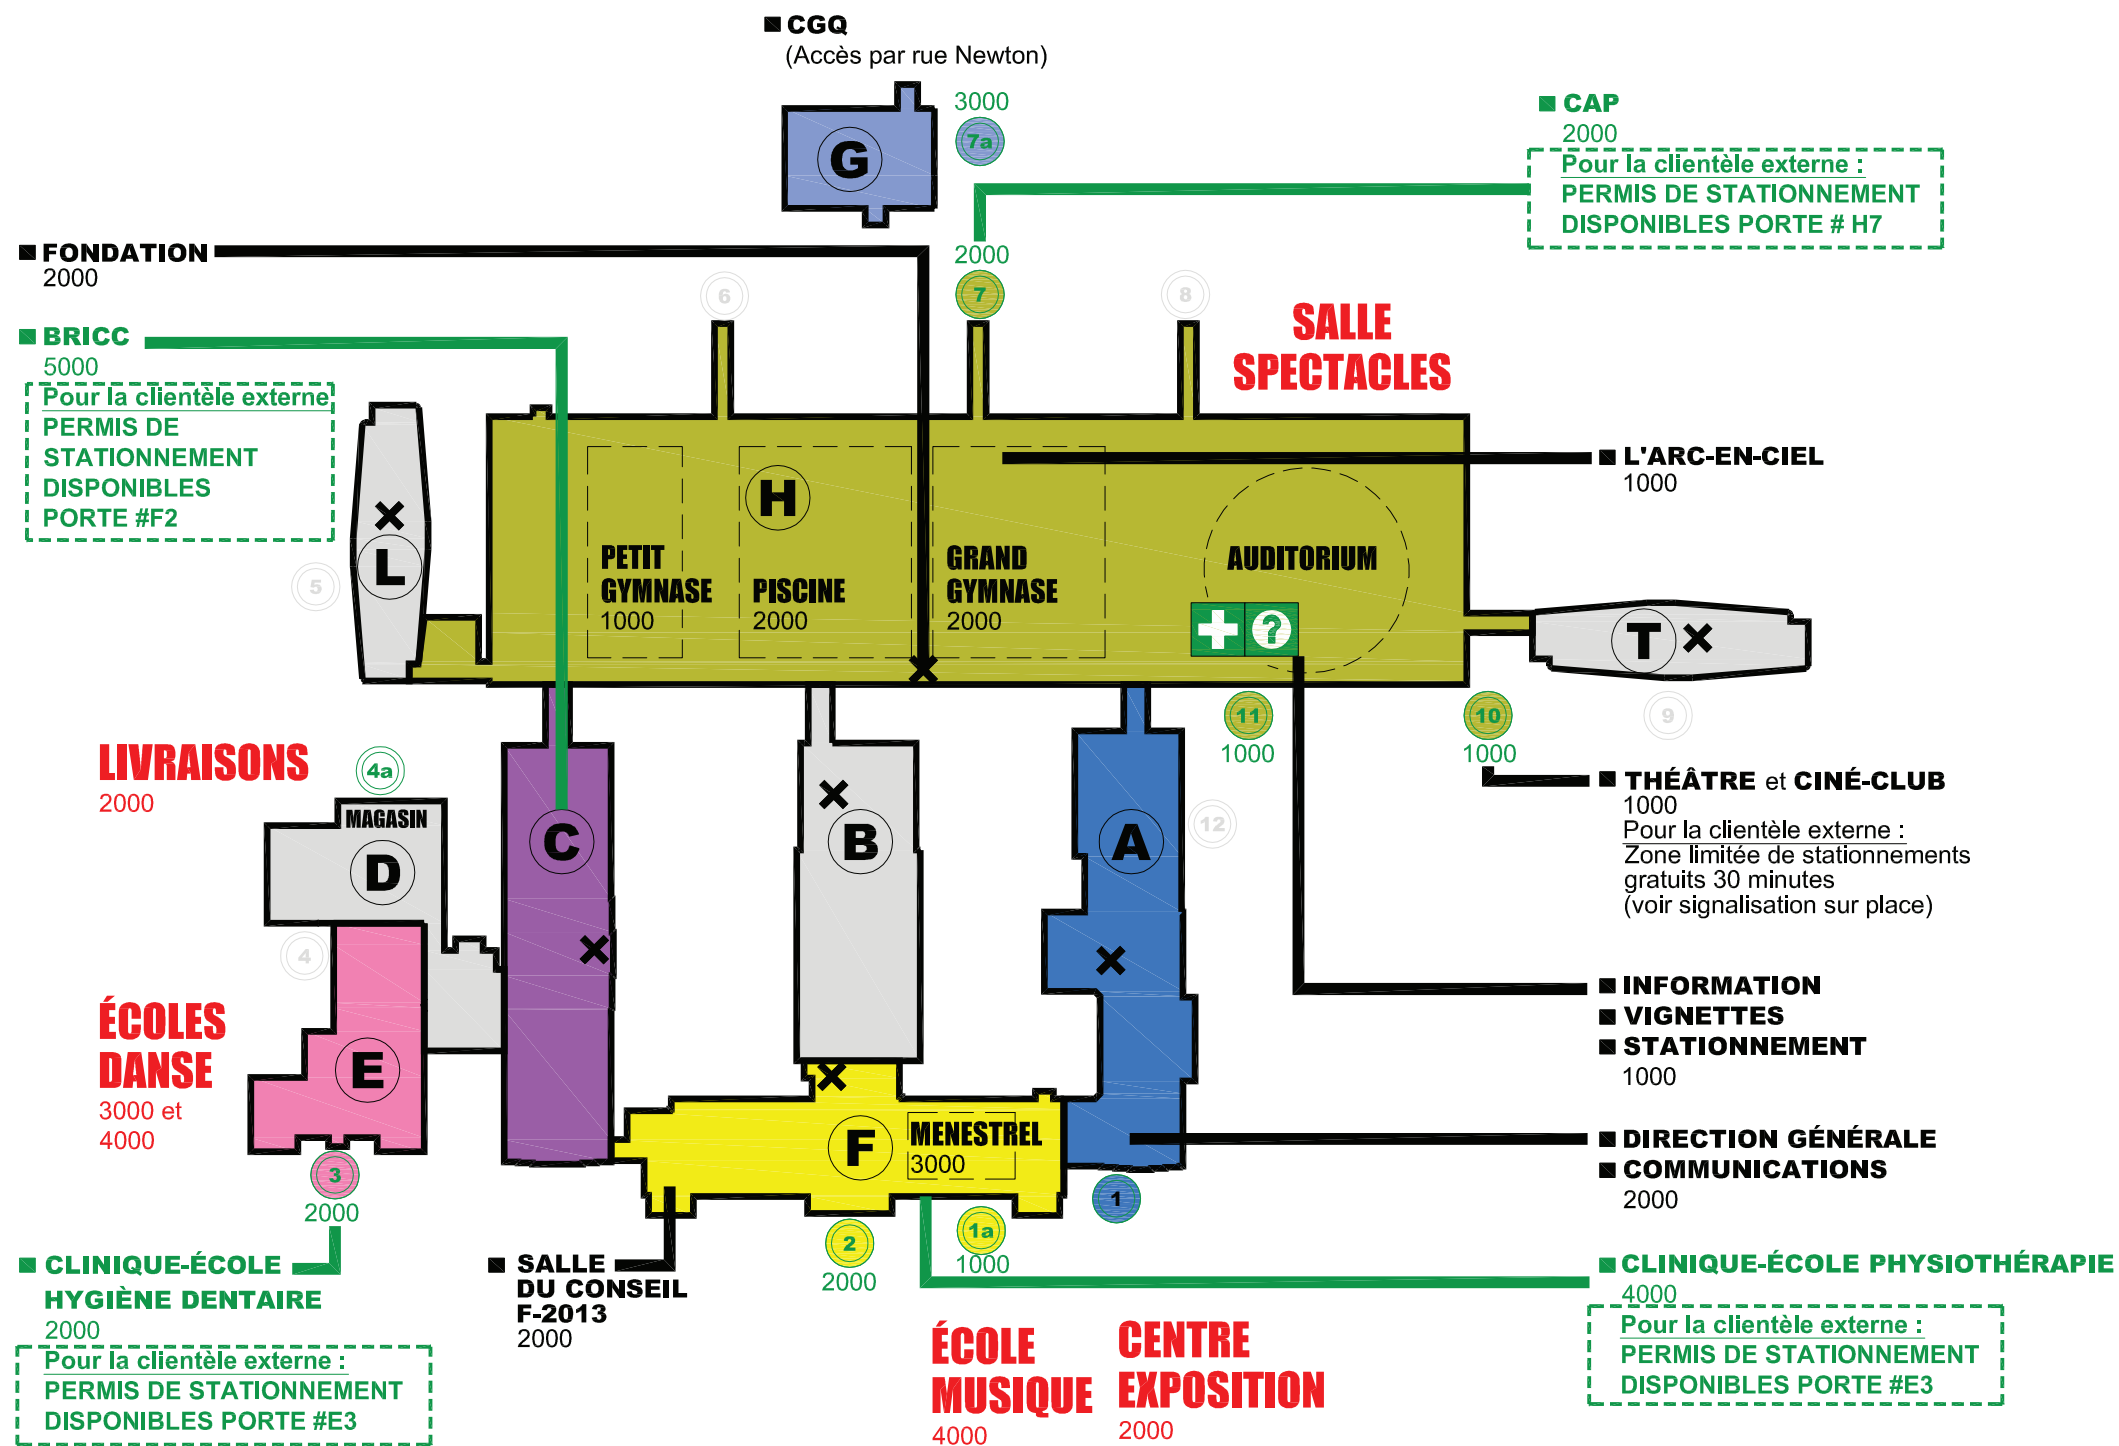 CGQ
(Accès par rue Newton)
3000
7a
G
CAP
2000
Pour la clientèle externe :
PERMIS DE STATIONNEMENT
DISPONIBLES PORTE # H7
FONDATION
2000
2000
6
7
8
SALLE
SPECTACLES
BRICC
5000
Pour la clientèle externe
PERMIS DE
STATIONNEMENT
DISPONIBLES
PORTE #F2
L'ARC-EN-CIEL
1000
H
L
5
PETIT
GYMNASE
1000
PISCINE
2000
GRAND
GYMNASE
2000
AUDITORIUM
?
T
9
11
1000
10
1000
LIVRAISONS
2000
4a
MAGASIN
D
C
B
A
12
THÉÂTRE et CINÉ-CLUB
1000
Pour la clientèle externe :
Zone limitée de stationnements
gratuits 30 minutes
(voir signalisation sur place)
4
INFORMATION
VIGNETTES
STATIONNEMENT
1000
ÉCOLES
DANSE
3000 et
4000
E
F
MENESTREL
3000
DIRECTION GÉNÉRALE
COMMUNICATIONS
2000
3
2000
1
2
2000
1a
1000
CLINIQUE-ÉCOLE
HYGIÈNE DENTAIRE
2000
Pour la clientèle externe :
PERMIS DE STATIONNEMENT
DISPONIBLES PORTE #E3
SALLE
DU CONSEIL
F-2013
2000
ÉCOLE
MUSIQUE
4000
CENTRE
EXPOSITION
2000
CLINIQUE-ÉCOLE PHYSIOTHÉRAPIE
4000
Pour la clientèle externe :
PERMIS DE STATIONNEMENT
DISPONIBLES PORTE #E3